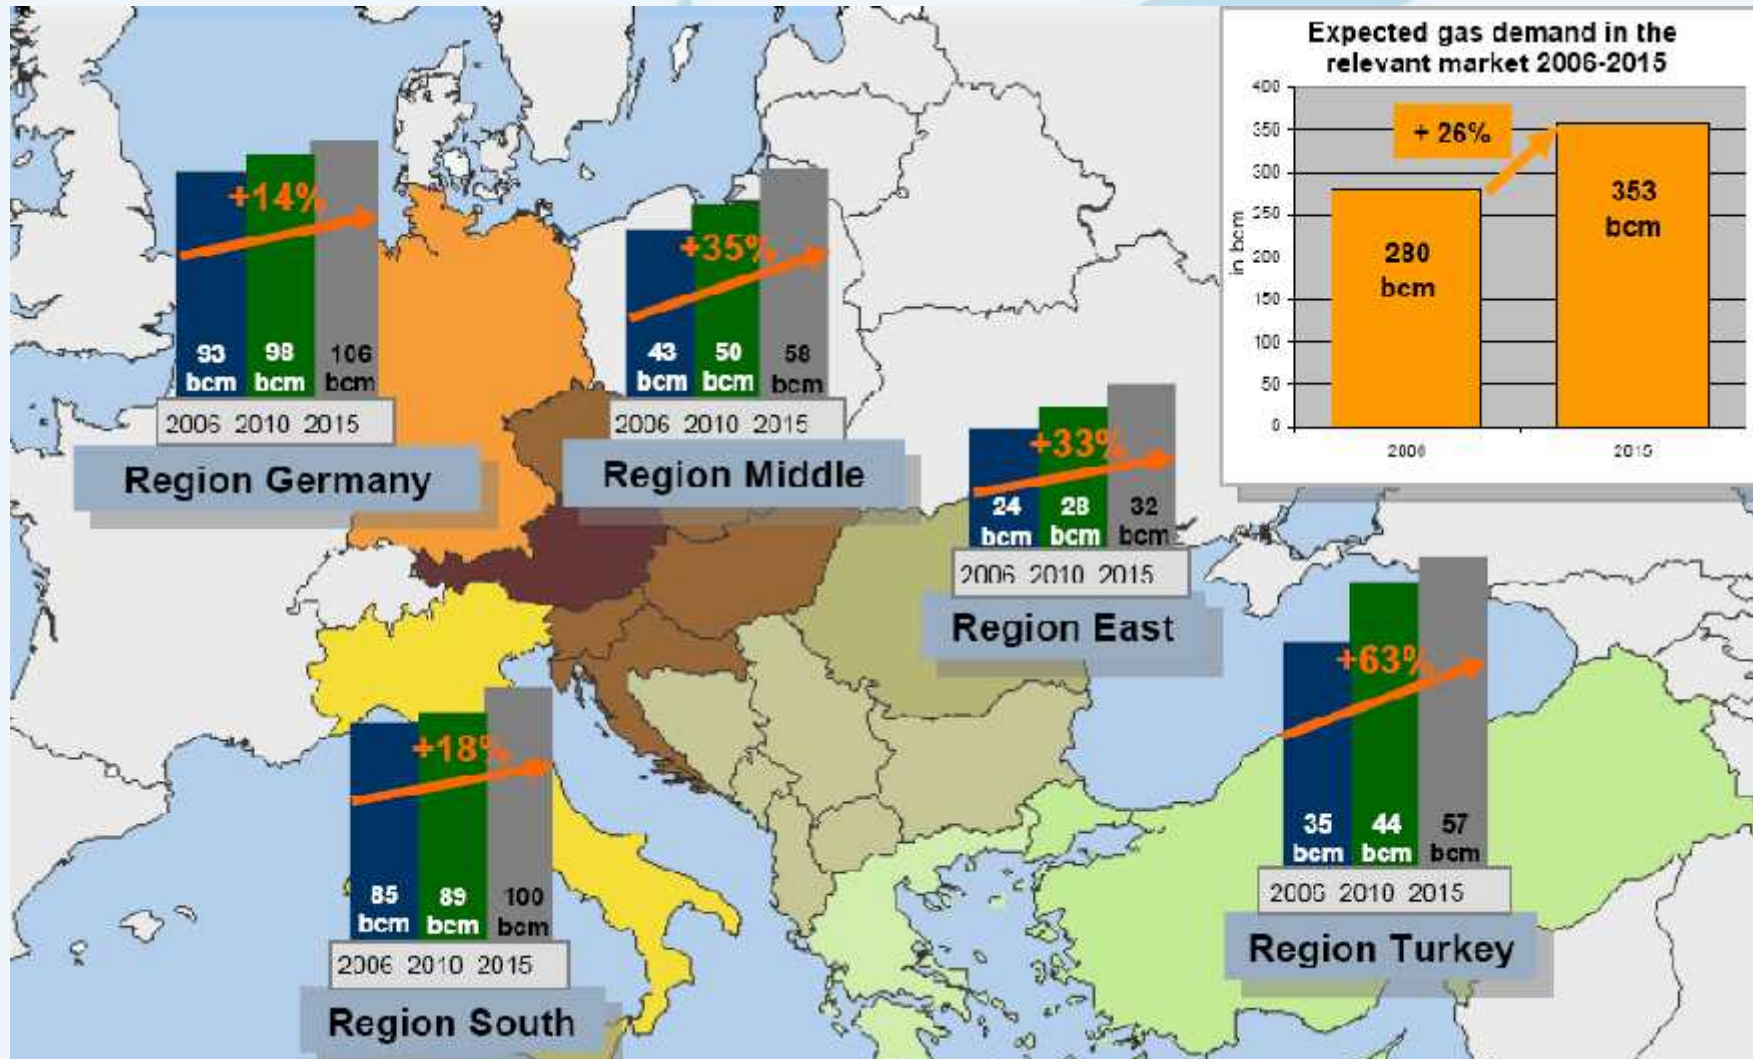 Expected gas demand in the
relevant market 2006-2015
400
350
300
250
200
150
100
50
0
in bcm
+ 26%
280
bcm
353
bcm
2006
2015
+14%
93
bcm
98
bcm
106
bcm
2006 2010 2015
Region Germany
+35%
43
bcm
50
bcm
58
bcm
2006 2010 2015
Region Middle
+33%
24
bcm
28
bcm
32
bcm
2006 2010 2015
Region East
+63%
35
bcm
44
bcm
57
bcm
2006 2010 2015
Region Turkey
+18%
85
bcm
89
bcm
100
bcm
2006 2010 2015
Region South